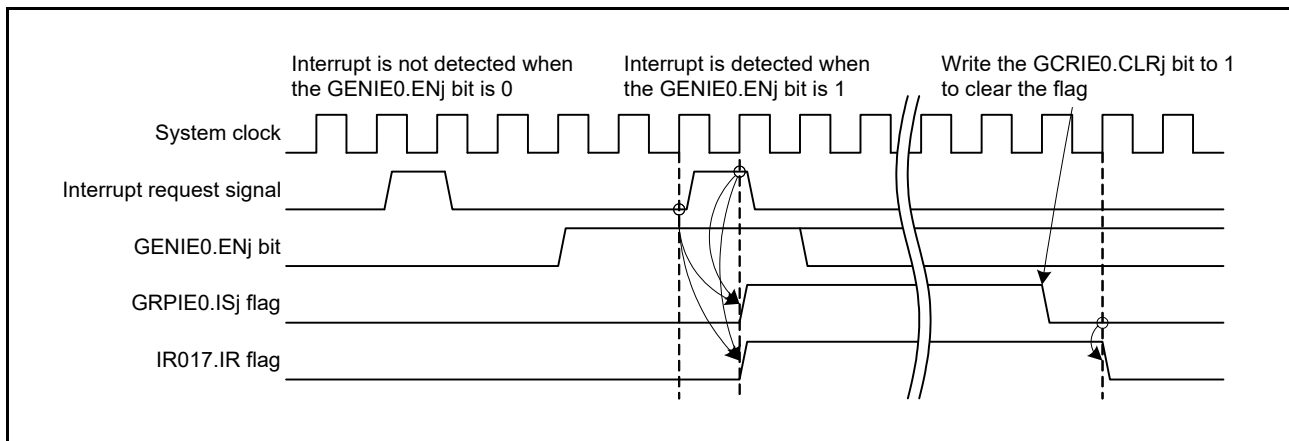 Interrupt is not detected when
the GENIE0.ENj bit is 0
Interrupt is detected when
the GENIE0.ENj bit is 1
Write the GCRIE0.CLRj bit to 1
to clear the flag
System clock
Interrupt request signal
GENIE0.ENj bit
GRPIE0.ISj flag
IR017.IR flag